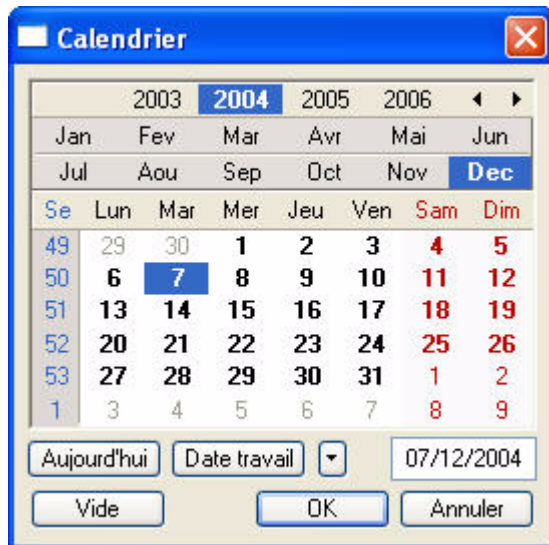 Calendrier
2003 2004 2005 2006
Jan Fev Mar Avr Mai Jun
Jul Aou Sep Oct Nov Dec
Se Lun Mar Mer Jeu Ven Sam Dim
49 29 30 1 2 3 4 5
50 6 7 8 9 10 11 12
51 13 14 15 16 17 18 19
52 20 21 22 23 24 25 26
53 27 28 29 30 31 1 2
1 3 4 5 6 7 8 9
Aujourd'hui Date travail 07/12/2004
Vide OK Annuler